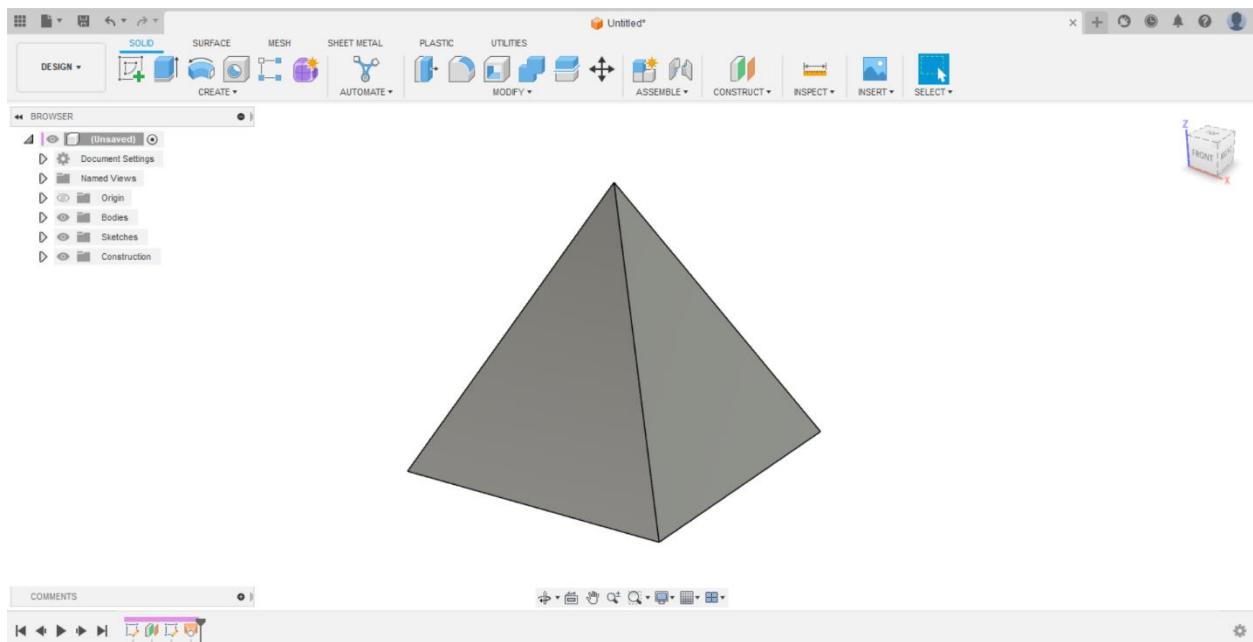 Untitled*
SOLID SURFACE MESH SHEET METAL PLASTIC UTILITIES
DESIGN
CREATE AUTOMATE MODIFY ASSEMBLE CONSTRUCT INSPECT INSERT SELECT
BROWSER
(Unsaved)
Document Settings
Named Views
Origin
Bodies
Sketches
Construction
Z
FRONT
X
COMMENTS